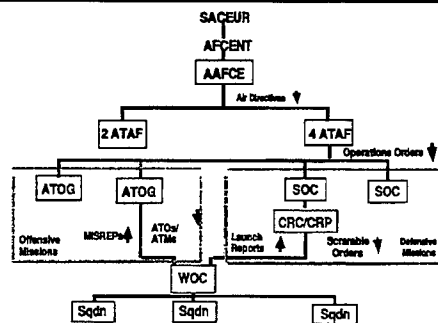 SACEUR
AFCENT
AAFCE
Air Directives
2 ATAF
4 ATAF
Operations Orders
ATOG
ATOG
SOC
SOC
MISREPs
ATOs/
ATMs
CRC/CRP
Launch
Reports
Scramble
Orders
Offensive
Missions
Defensive
Missions
WOC
Sqdn
Sqdn
Sqdn